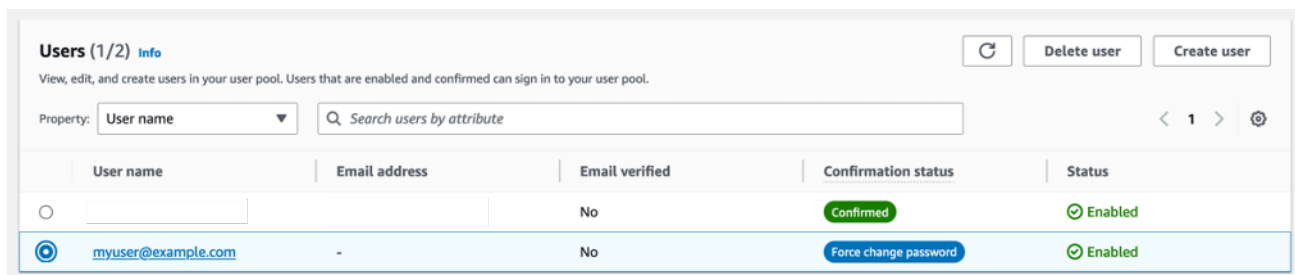 Users (1/2) Info
Delete user
Create user
View, edit, and create users in your user pool. Users that are enabled and confirmed can sign in to your user pool.
Property:
User name
Search users by attribute
1
User name
Email address
Email verified
Confirmation status
Status
No
Confirmed
Enabled
myuser@example.com
-
No
Force change password
Enabled